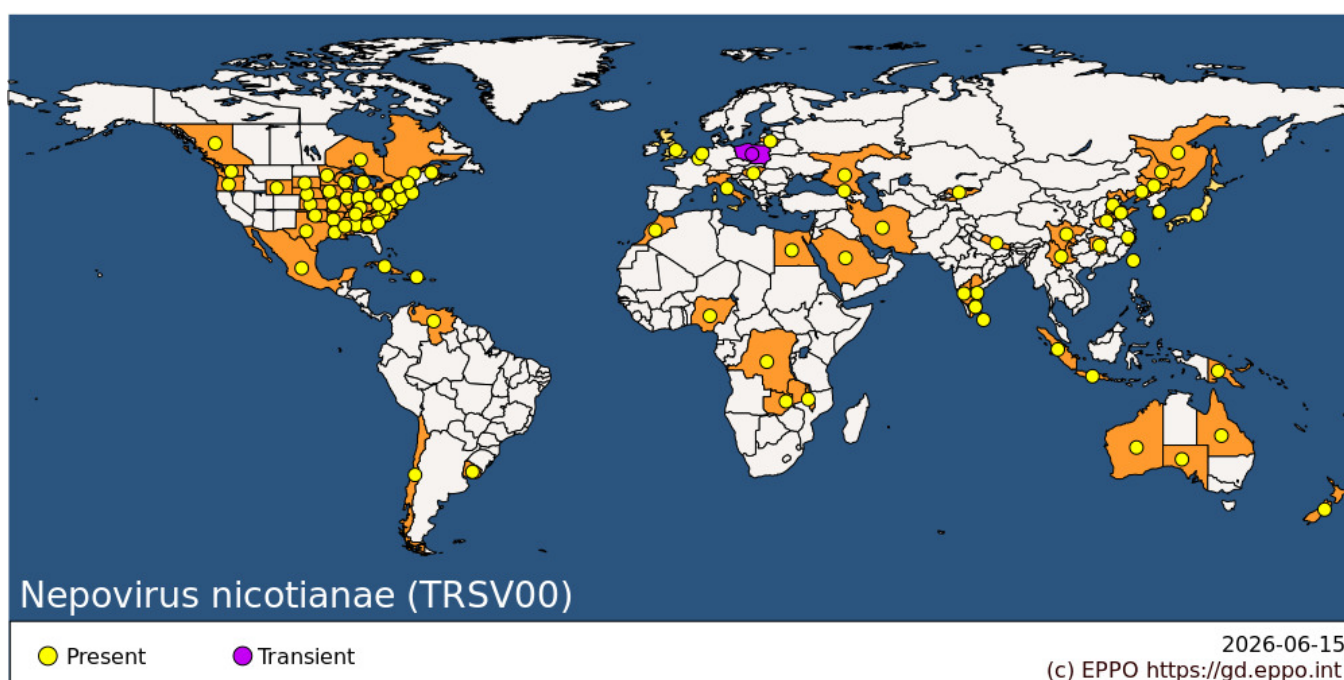 Nepovirus nicotianae (TRSV00)
Present
Transient
2026-06-15
(c) EPPO https://gd.eppo.int